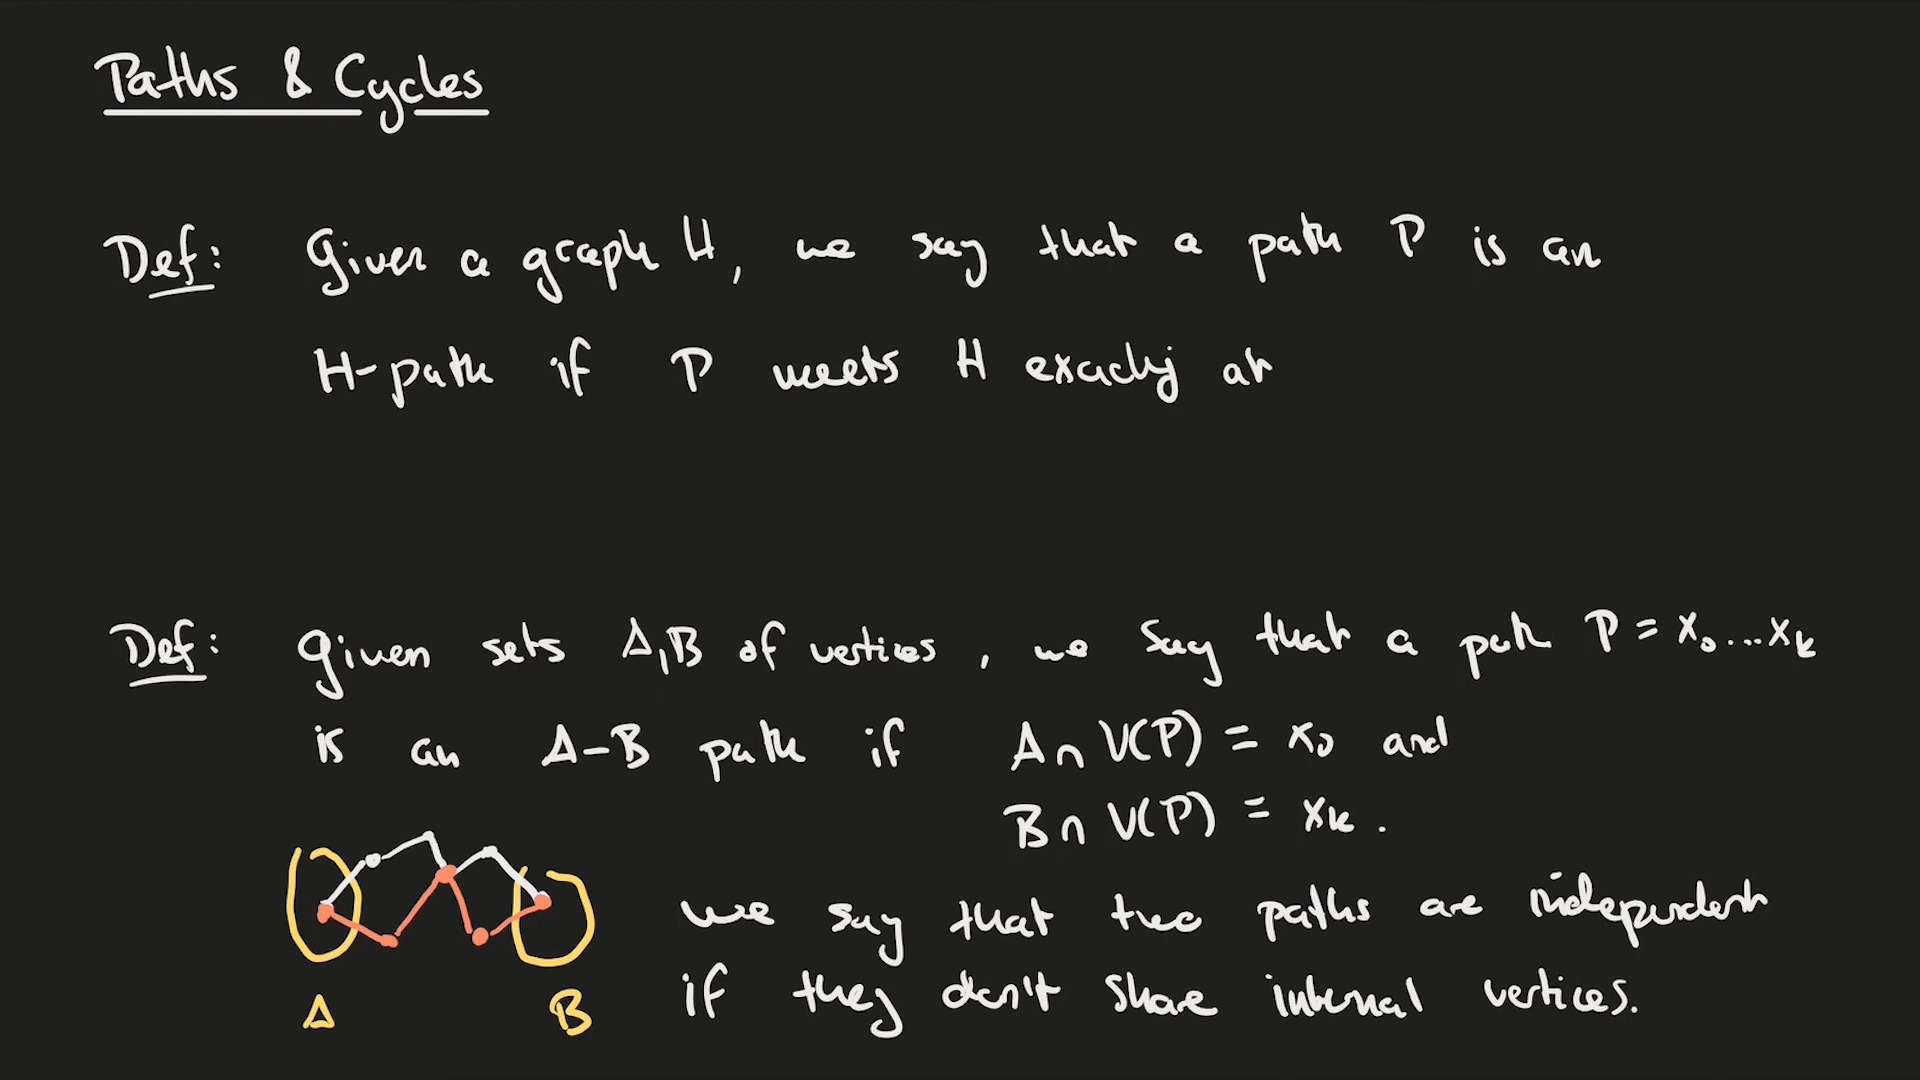 Paths & Cycles
Def: Given a graph H, we say that a path P is an
H-path if P meets H exactly at
Def: Given sets A,B of vertices, we say that a path P = x₀...xₖ
is an A-B path if A∩V(P) = x₀ and
B∩V(P) = xₖ.
we say that two paths are independent
if they don't share internal vertices.
A B